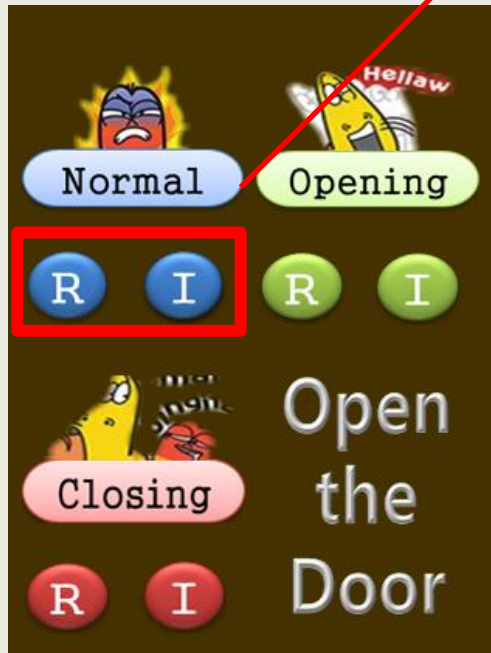 Hellaw
Normal
Opening
R I
R I
Closing
Open
the
Door
R I